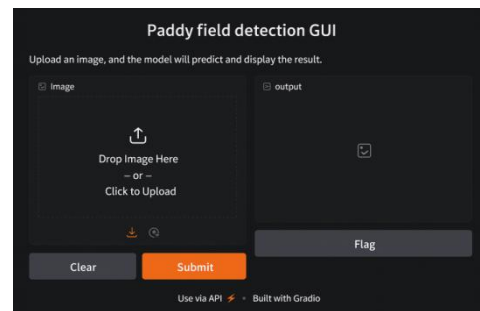 Paddy field detection GUI
Upload an image, and the model will predict and display the result.
Image
output
Drop Image Here
– or –
Click to Upload
Flag
Clear
Submit
Use via API
Built with Gradio